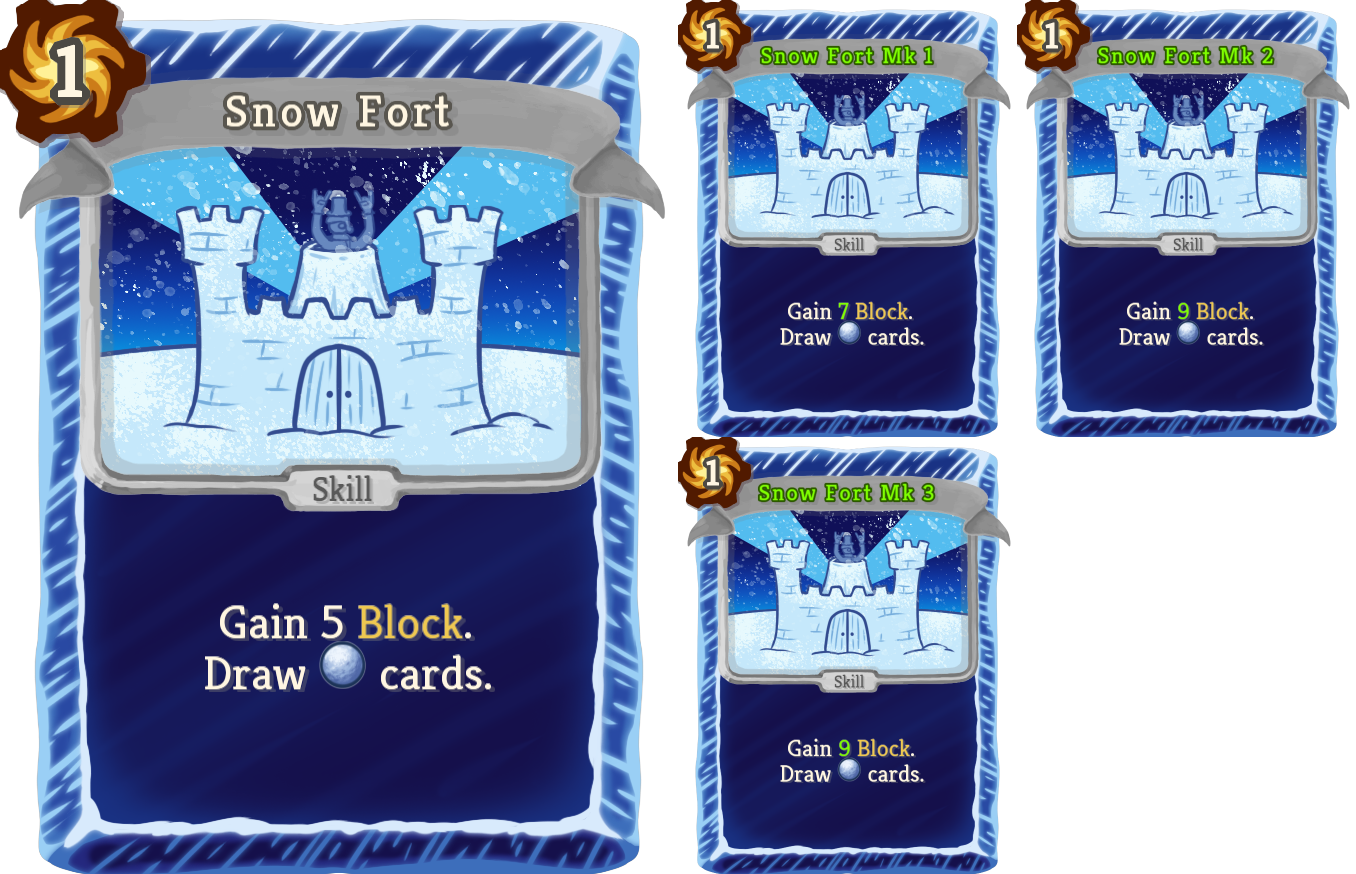 1
Snow Fort
Skill
Gain 5 Block.
Draw cards.
1
Snow Fort Mk 1
Skill
Gain 7 Block.
Draw cards.
1
Snow Fort Mk 2
Skill
Gain 9 Block.
Draw cards.
1
Snow Fort Mk 3
Skill
Gain 9 Block.
Draw cards.